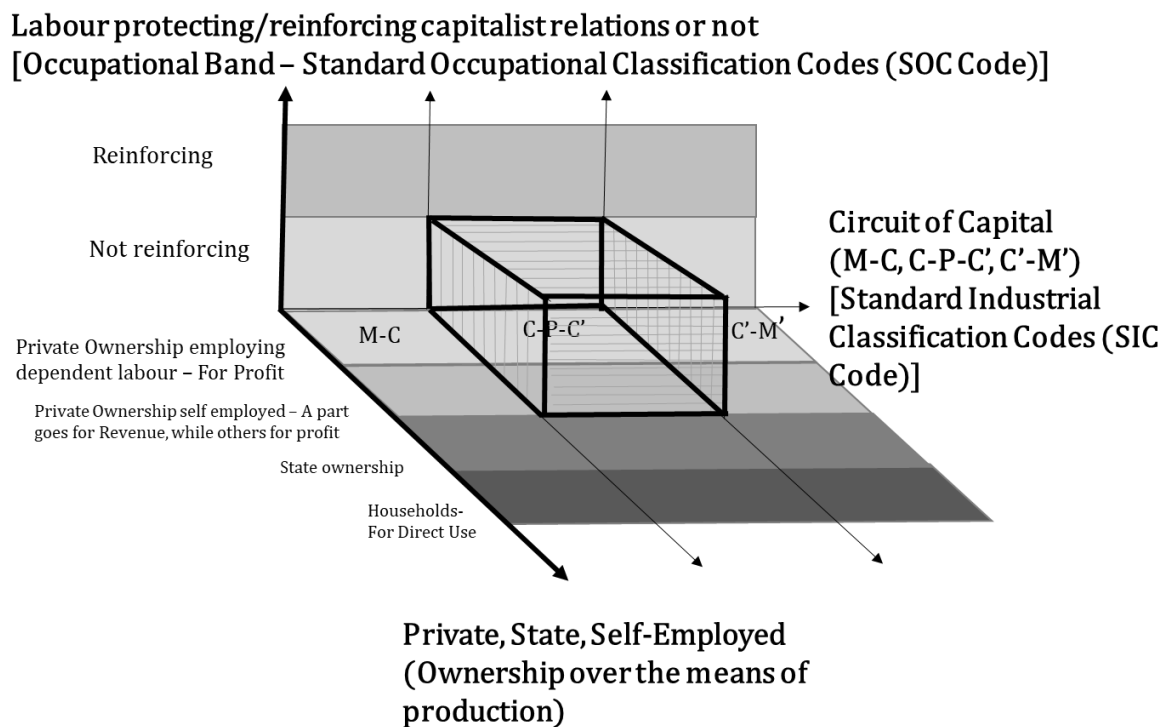 Labour protecting/reinforcing capitalist relations or not
[Occupational Band – Standard Occupational Classification Codes (SOC Code)]
Reinforcing
Not reinforcing
Circuit of Capital
(M-C, C-P-C’, C’-M’)
[Standard Industrial
Classification Codes (SIC
Code)]
M-C
C-P-C’
C’-M’
Private Ownership employing
dependent labour – For Profit
Private Ownership self employed – A part
goes for Revenue, while others for profit
State ownership
Households-
For Direct Use
Private, State, Self-Employed
(Ownership over the means of
production)